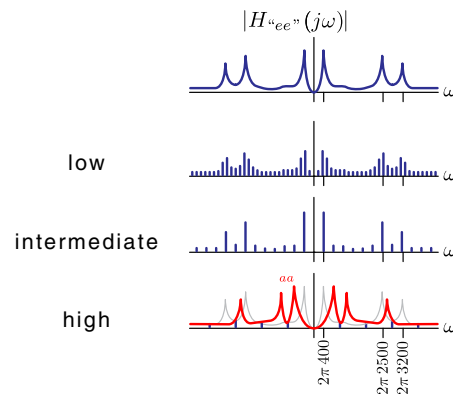 |H“ee”(jω)|
ω
low
ω
intermediate
ω
aa
high
ω
2π 400
2π 2500
2π 3200